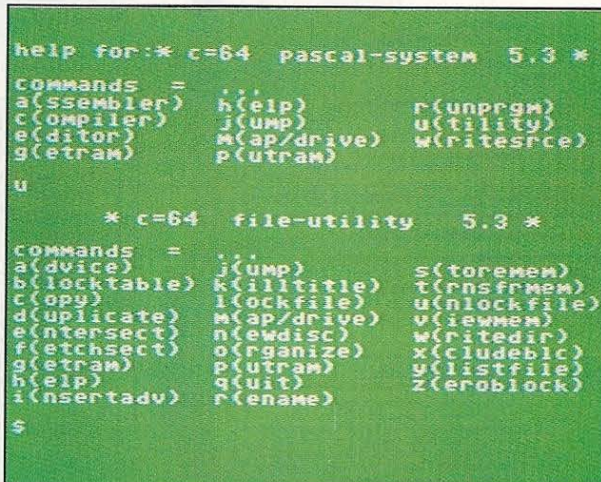 help for:* c=64 pascal-system 5.3 *
commands = ...
a(ssembler) h(elp) r(unprgm)
c(ompiler) j(ump) u(tility)
e(ditor) m(ap/drive) w(ritesrce)
g(etram) p(utram)
u
* c=64 file-utility 5.3 *
commands = ...
a(dvice) j(ump) s(toremem)
b(locktable) k(illtitle) t(rnsfrmem)
c(opy) l(ockfile) u(nlockfile)
d(uplicate) m(ap/drive) v(iewmem)
e(ntersect) n(ewdisc) w(ritedir)
f(etchsect) o(rganize) x(cludeblc)
g(etram) p(utram) y(listfile)
h(elp) q(uit) z(eroblock)
i(nsertadv) r(ename)
$